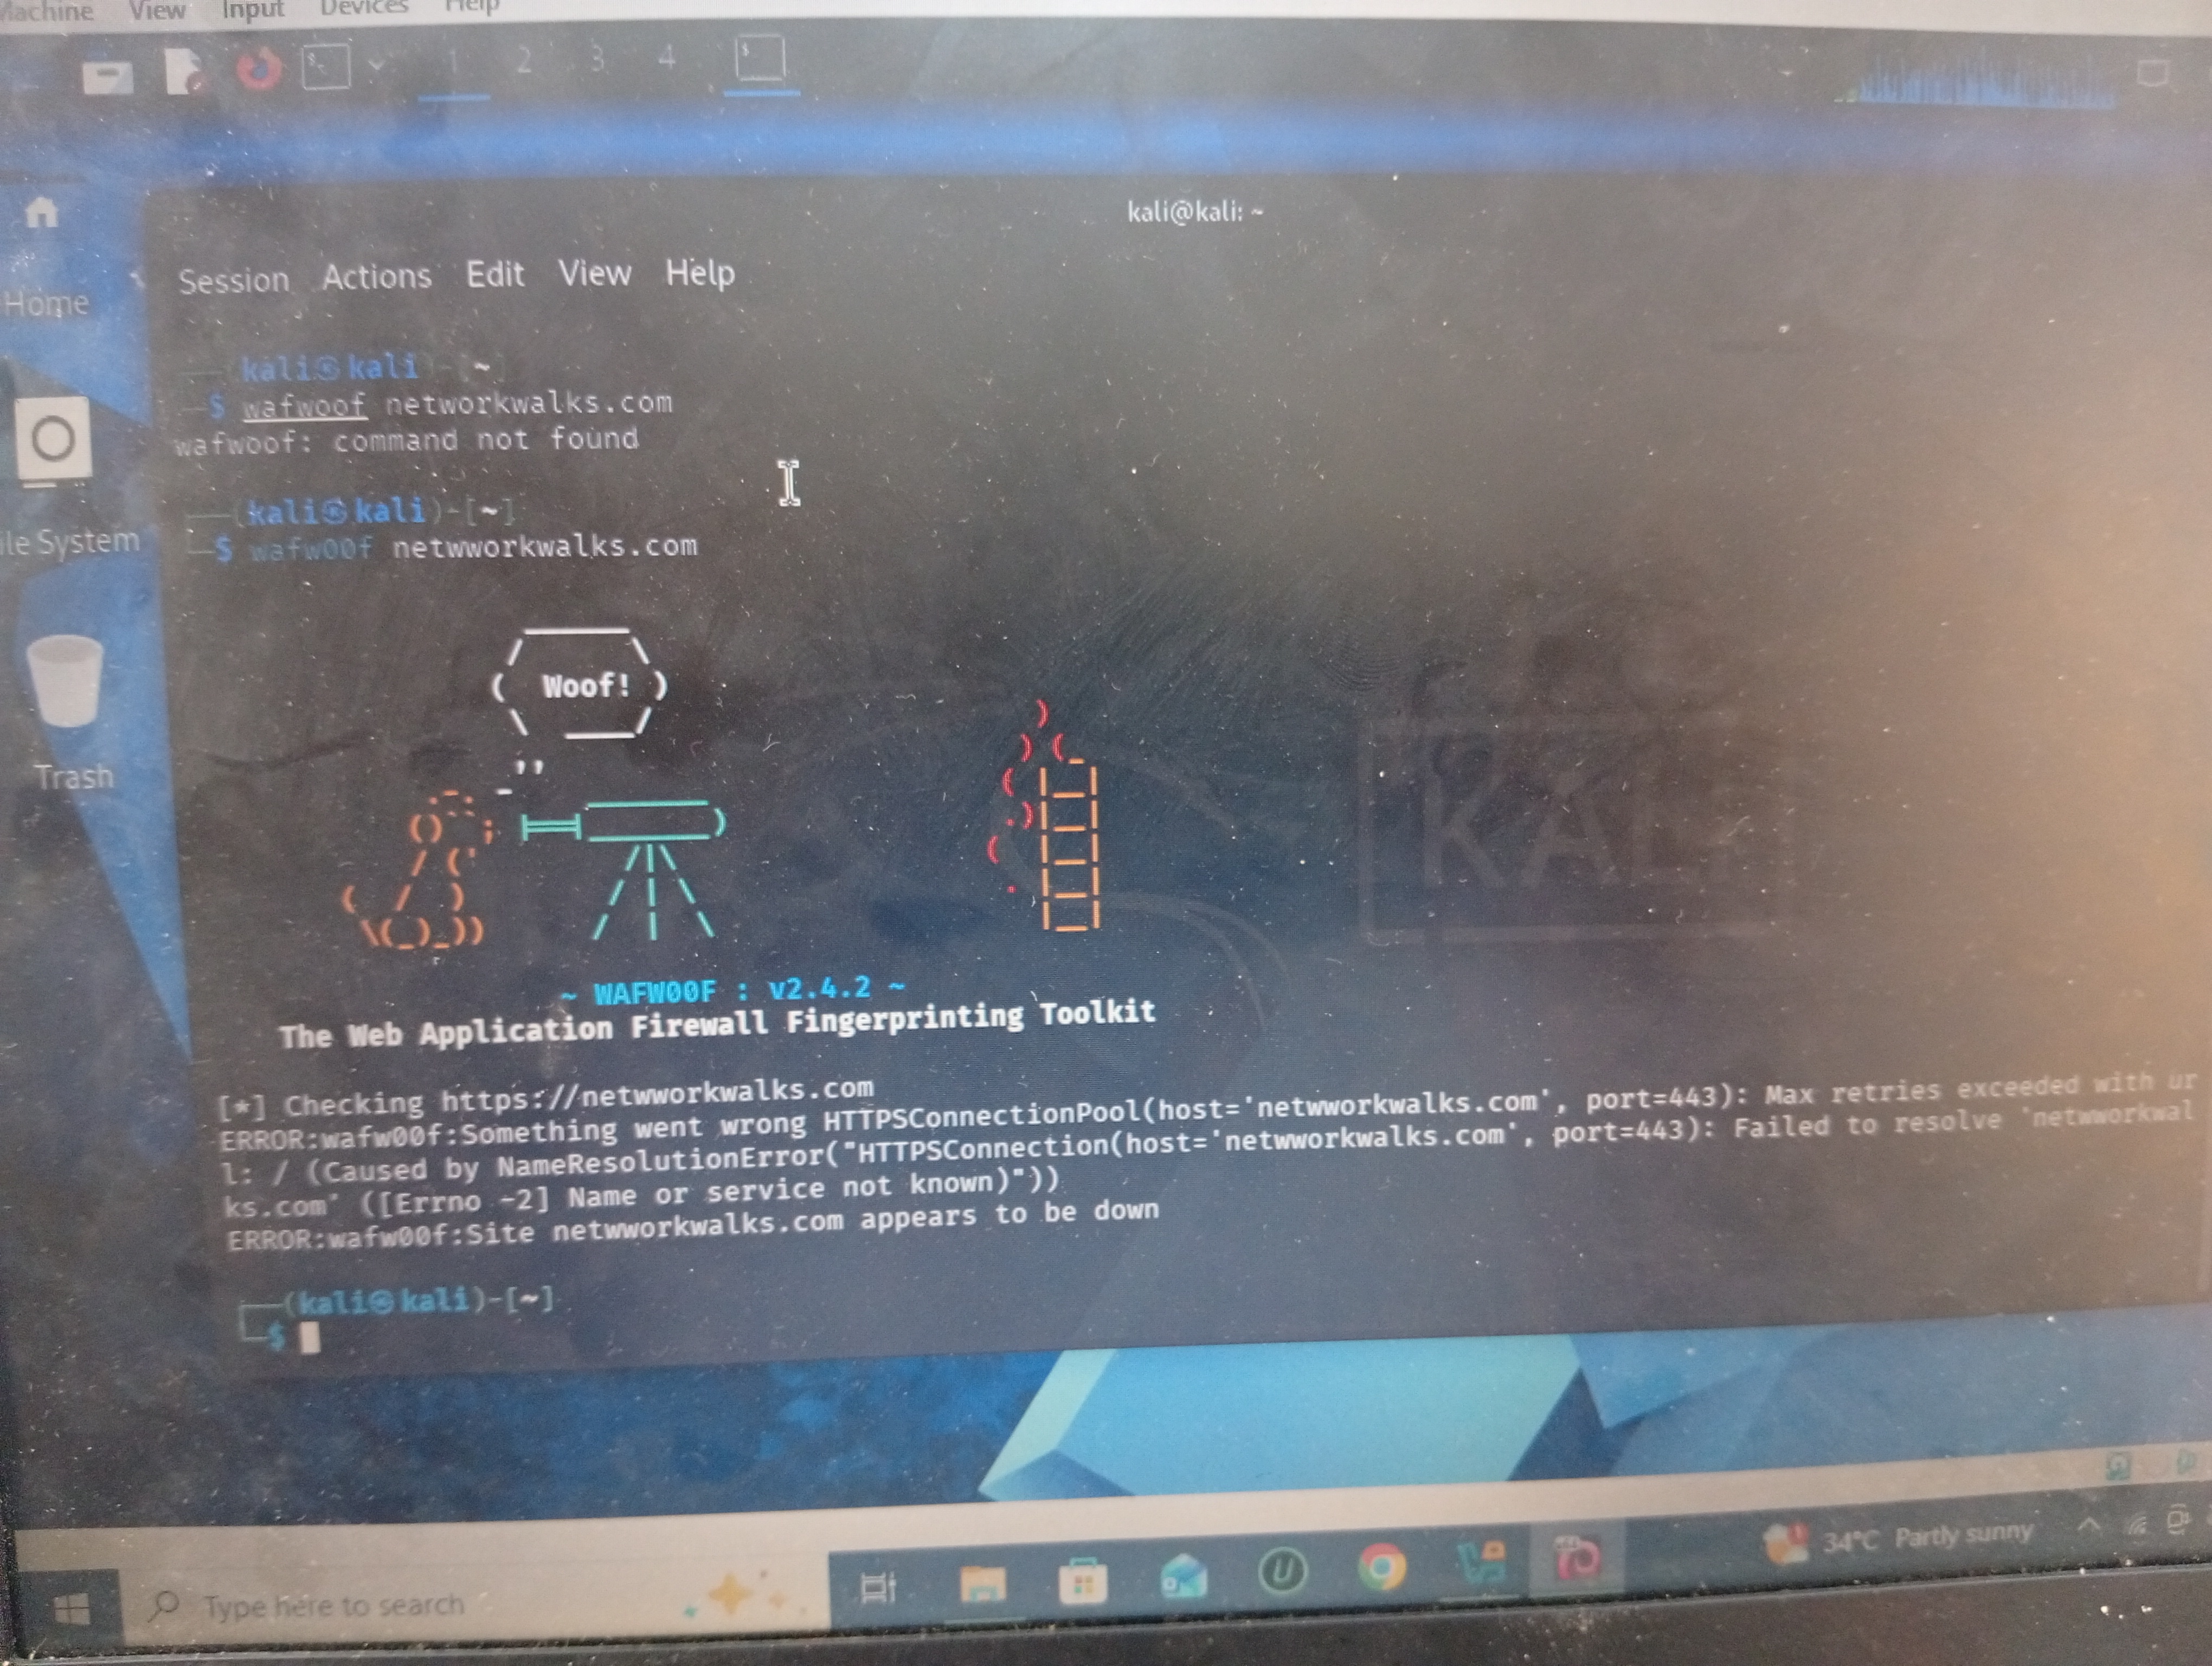 Machine View Input Devices Help
1 2 3 4
kali@kali: ~
Session Actions Edit View Help
Home
(kali㉿kali)-[~
$ wafwoof networkwalks.com
wafwoof: command not found
(kali㉿kali)-[~]
$ wafw00f netwworkwalks.com
File System
( Woof! )
Trash
KALI
~ WAFW00F : v2.4.2 ~
The Web Application Firewall Fingerprinting Toolkit
[*] Checking https://netwworkwalks.com
ERROR:wafw00f:Something went wrong HTTPSConnectionPool(host='netwworkwalks.com', port=443): Max retries exceeded with ur
l: / (Caused by NameResolutionError("HTTPSConnection(host='netwworkwalks.com', port=443): Failed to resolve 'netwworkwal
ks.com' ([Errno -2] Name or service not known)"))
ERROR:wafw00f:Site netwworkwalks.com appears to be down
(kali㉿kali)-[~]
$
Type here to search
34°C Partly sunny